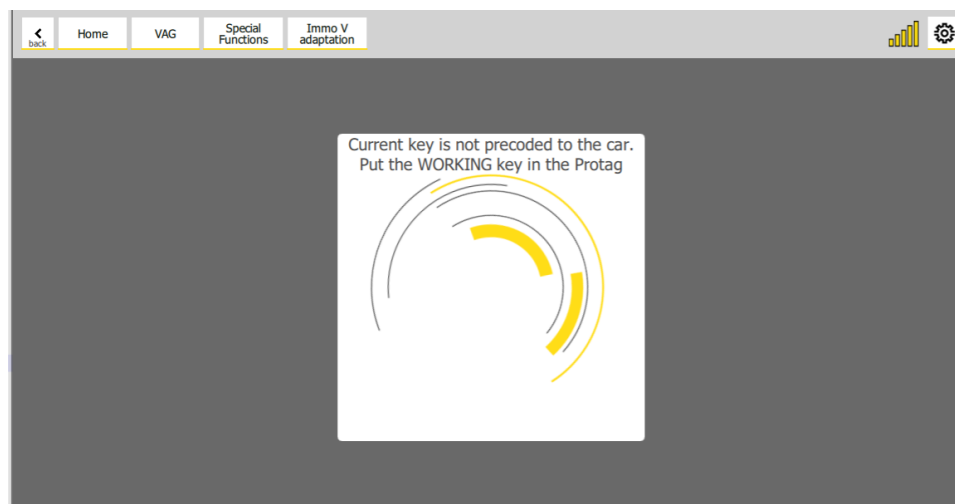 back
Home
VAG
Special
Functions
Immo V
adaptation
Current key is not precoded to the car.
Put the WORKING key in the Protag